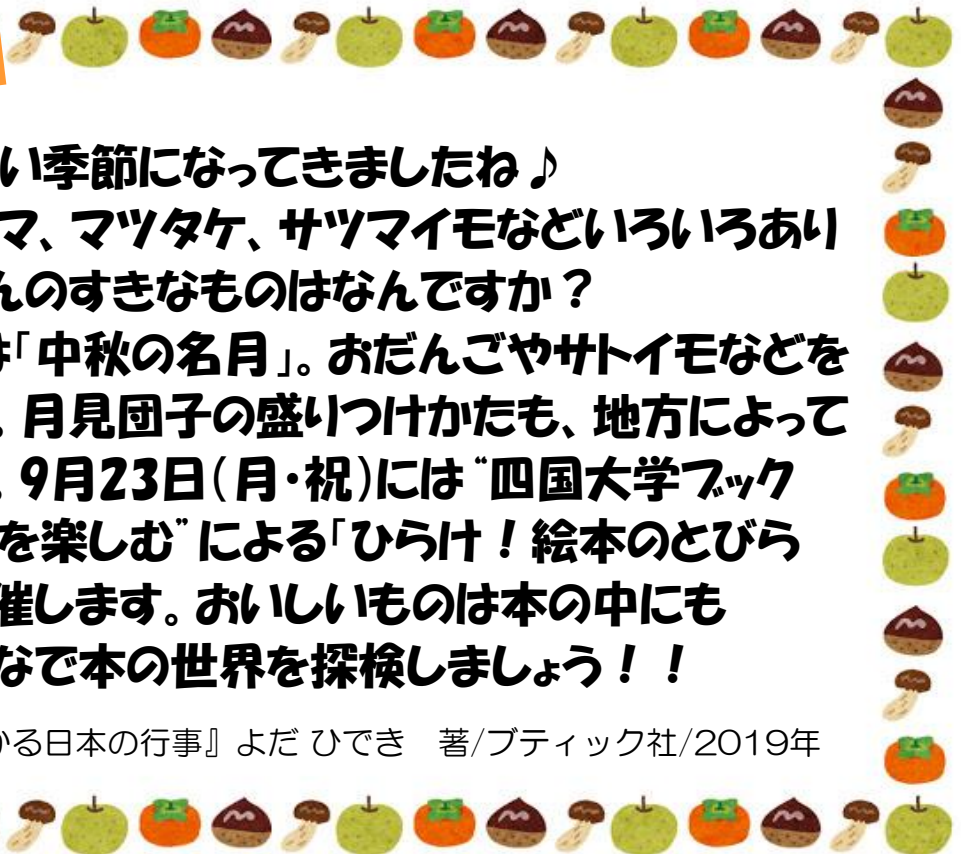 い季節になってきましたね♪
マ、マツタケ、サツマイモなどいろいろあり
んのすきなものはなんですか？
は「中秋の名月」。おだんごやサトイモなどを
。月見団子の盛りつけかたも、地方によって
。9月23日(月・祝)には“四国大学ブック
を楽しむ”による「ひらけ！絵本のとびら
催します。おいしいものは本の中にも
なで本の世界を探検しましょう！！
かる日本の行事』よだ ひでき　著/ブティック社/2019年